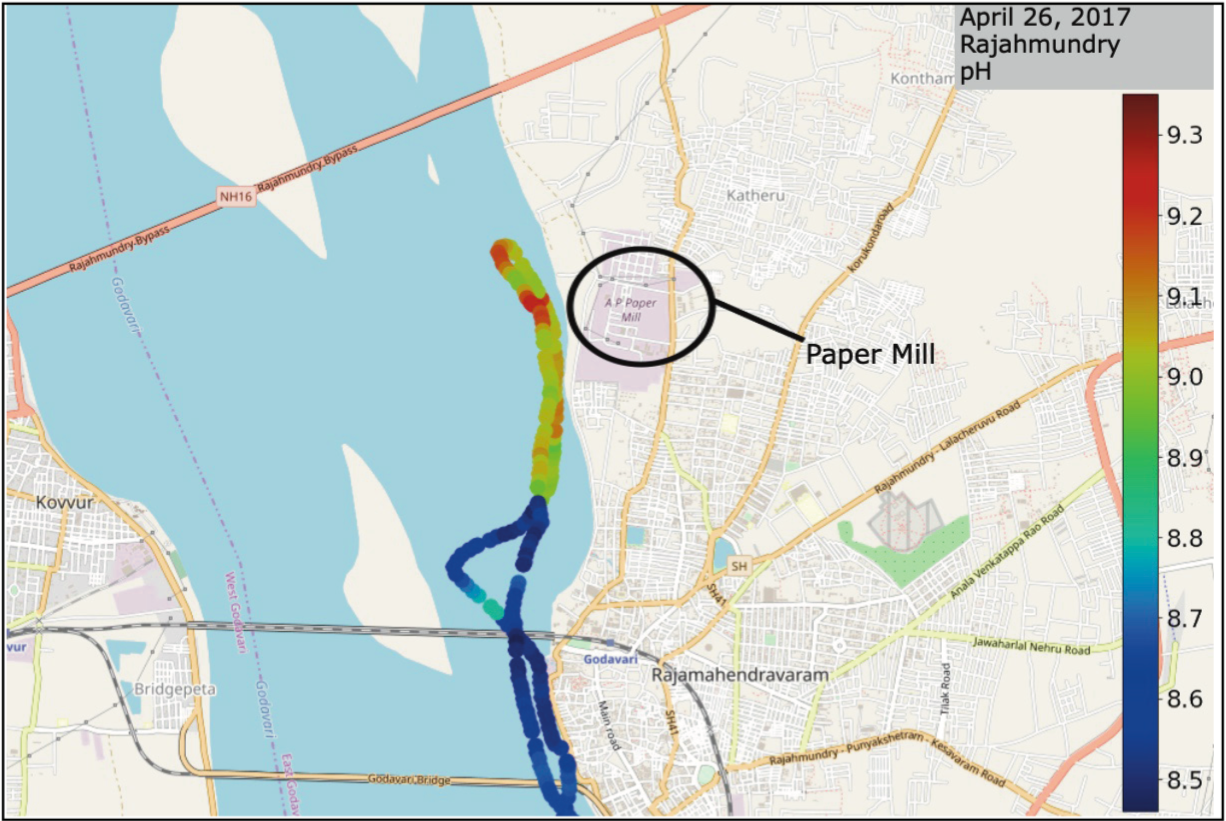 April 26, 2017
Rajahmundry
pH
Kontham
9.3
Katheru
NH16
Rajahmundry Bypass
9.2
Rajahmundry Bypass
korukondaroad
Godavari
A P Paper
Mill
9.1
Paper Mill
9.0
Rajahmundry - Lalacheruvu Road
8.9
Kovvur
8.8
SH
Anala Venkatappa Rao Road
West Godavari
SH41
8.7
vur
Godavari
Jawaharlal Nehru Road
Rajamahendravaram
Bridgepeta
Godavari
Tilak Road
8.6
Main road
SH41
Rajahmundry - Punyakshetram - Kesavaram Road
East Godav
Godavari Bridge
8.5